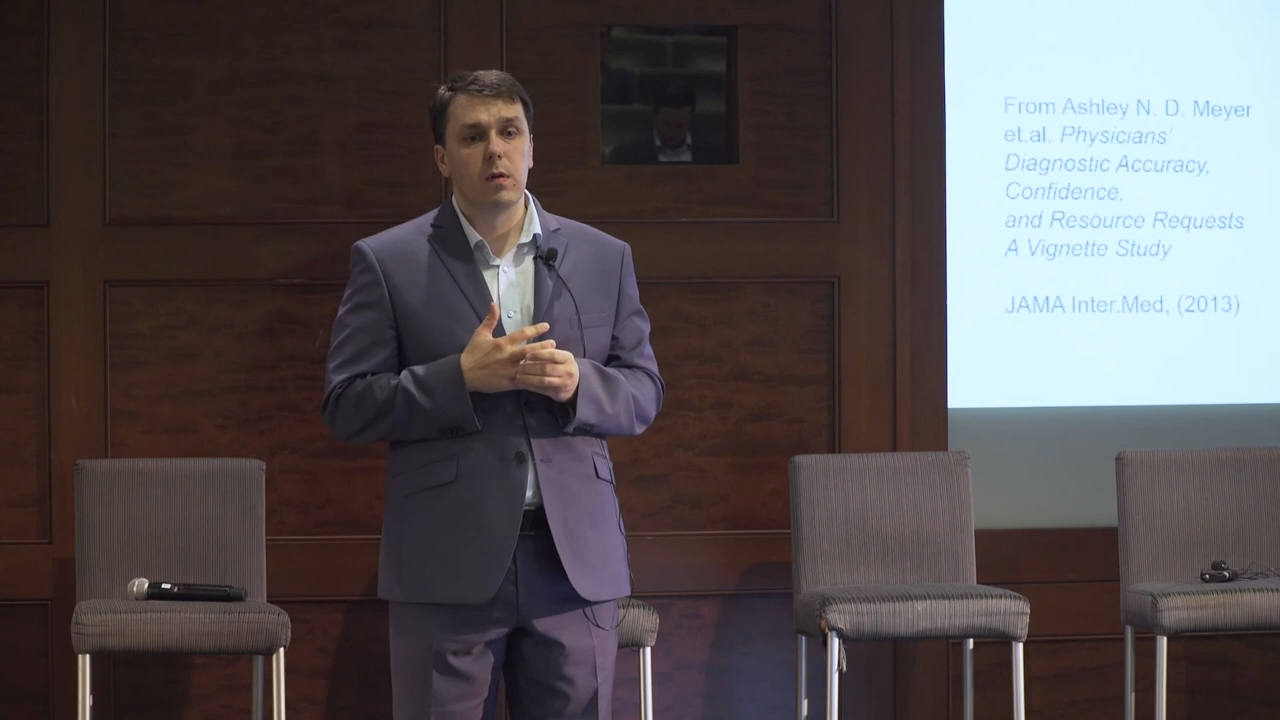 From Ashley N. D. Meyer
et.al. Physicians'
Diagnostic Accuracy,
Confidence,
and Resource Requests
A Vignette Study
JAMA Inter.Med, (2013)